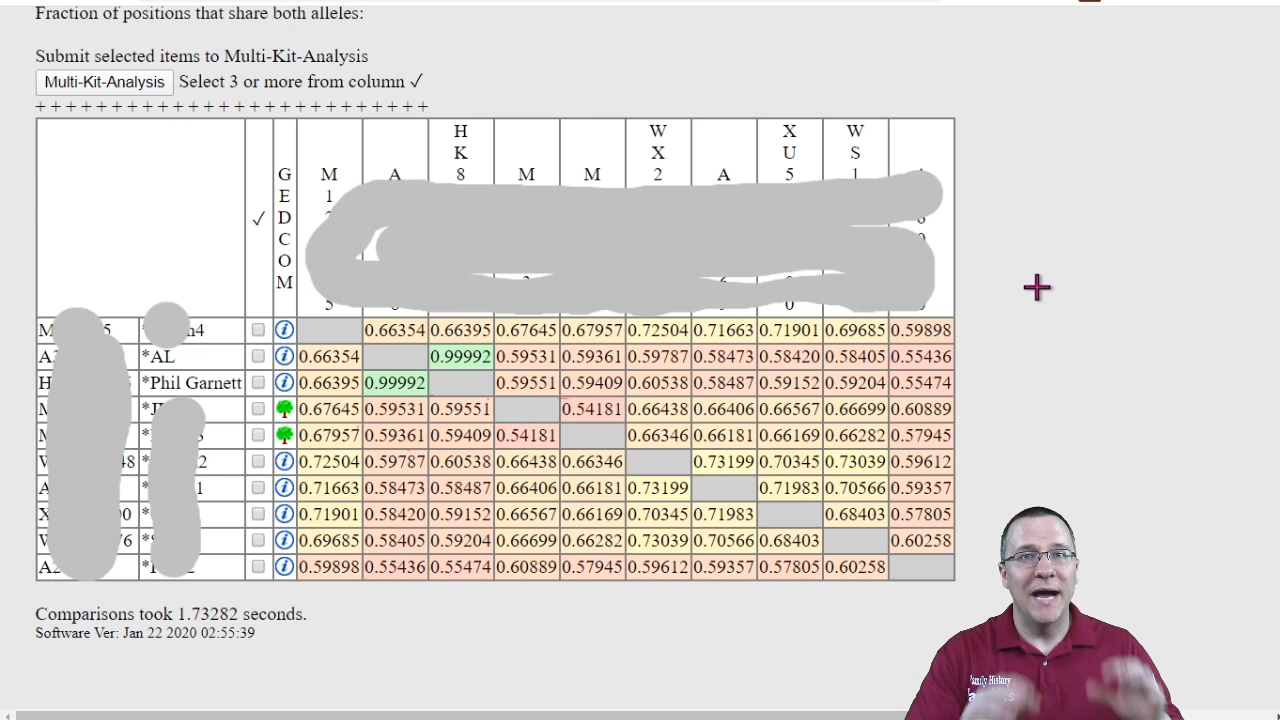 Fraction of positions that share both alleles:
Submit selected items to Multi-Kit-Analysis
Multi-Kit-Analysis Select 3 or more from column ✓
+ + + + + + + + + + + + + + + + + + + + + + + + + +
✓ G E D C O M M 1 A H K 8 M M W X 2 A X U 5 W S 1
M 5 n4 0.66354 0.66395 0.67645 0.67957 0.72504 0.71663 0.71901 0.69685 0.59898
*AL 0.66354 0.99992 0.59531 0.59361 0.59787 0.58473 0.58420 0.58405 0.55436
H *Phil Garnett 0.66395 0.99992 0.59551 0.59409 0.60538 0.58487 0.59152 0.59204 0.55474
M 0.67645 0.59531 0.59551 0.54181 0.66438 0.66406 0.66567 0.66699 0.60889
M 0.67957 0.59361 0.59409 0.54181 0.66346 0.66181 0.66169 0.66282 0.57945
W 48 * 2 0.72504 0.59787 0.60538 0.66438 0.66346 0.73199 0.70345 0.73039 0.59612
A * 1 0.71663 0.58473 0.58487 0.66406 0.66181 0.73199 0.71983 0.70566 0.59357
X 00 * 0.71901 0.58420 0.59152 0.66567 0.66169 0.70345 0.71983 0.68403 0.57805
W 76 * 0.69685 0.58405 0.59204 0.66699 0.66282 0.73039 0.70566 0.68403 0.60258
A2 * 0.59898 0.55436 0.55474 0.60889 0.57945 0.59612 0.59357 0.57805 0.60258
Comparisons took 1.73282 seconds.
Software Ver: Jan 22 2020 02:55:39
Family History